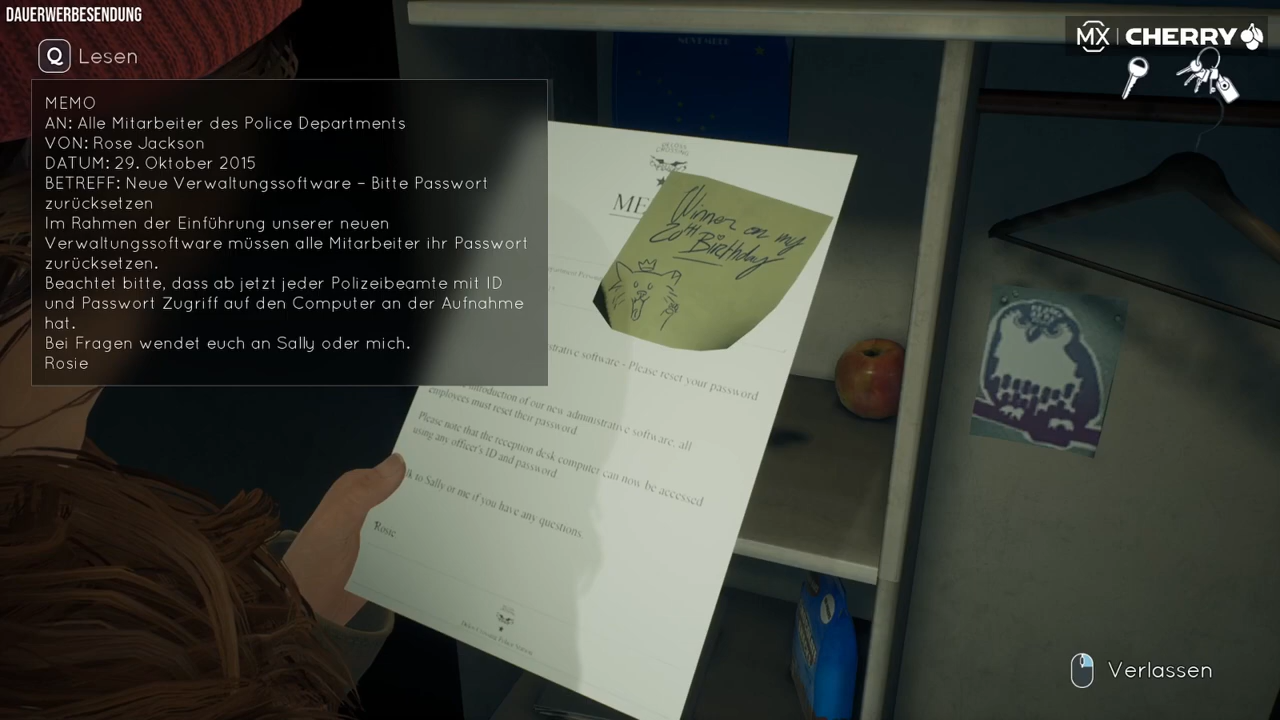 DAUERWERBESENDUNG
MX | CHERRY
Q Lesen
MEMO
AN: Alle Mitarbeiter des Police Departments
VON: Rose Jackson
DATUM: 29. Oktober 2015
BETREFF: Neue Verwaltungssoftware – Bitte Passwort
zurücksetzen
Im Rahmen der Einführung unserer neuen
Verwaltungssoftware müssen alle Mitarbeiter ihr Passwort
zurücksetzen.
Beachtet bitte, dass ab jetzt jeder Polizeibeamte mit ID
und Passwort Zugriff auf den Computer an der Aufnahme
hat.
Bei Fragen wendet euch an Sally oder mich.
Rosie
NOVEMBER
ME
Winner on my
20th Birthday
strative software - Please reset your password
introduction of our new administrative software, all
employees must reset their password
Please note that the reception desk computer can now be accessed
using any officer's ID and password
lk to Sally or me if you have any questions.
Rosie
Verlassen